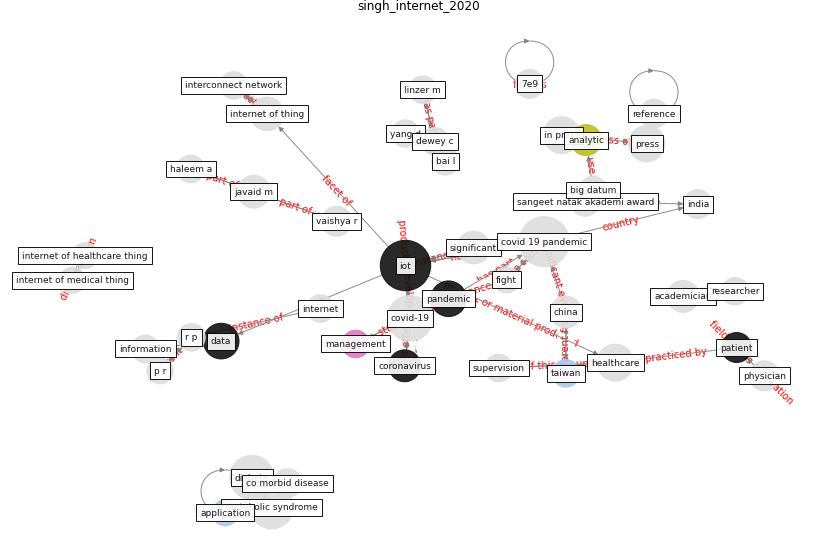 singh_internet_2020
7e9
interconnect network
linzer m
internet of thing
reference
dewey c
in pr
analytic
press
bai l
haleem a
part of
javaid m
facet of
use
big datum
part of
sangeet natak akademi award
india
vaishya r
country
significant
covid 19 pandemic
internet of healthcare thing
iot
internet of medical thing
fight
pandemic
academician
researcher
internet
or material prod
china
covid-19
instance of
r p
data
management
information
patient
practiced by
p r
coronavirus
supervision
taiwan
healthcare
physician
co morbid disease
application